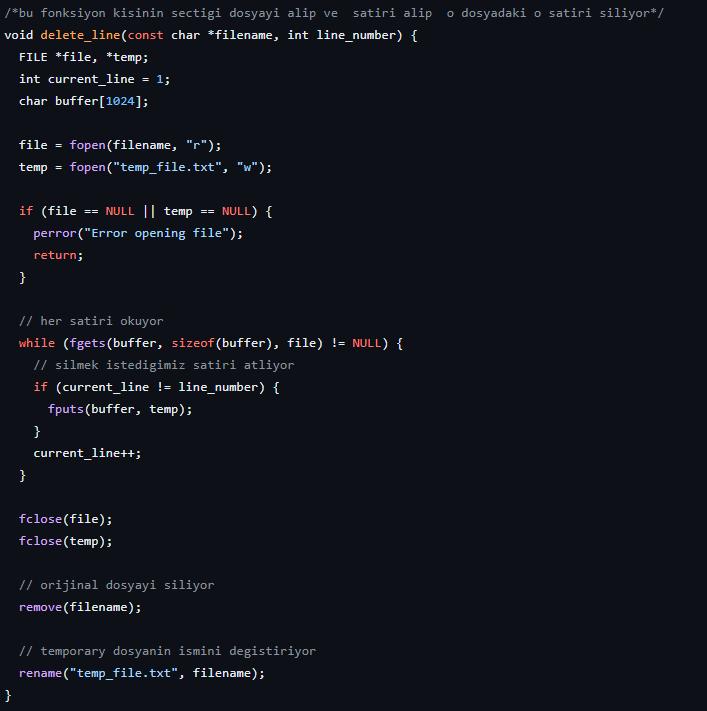 /*bu fonksiyon kisinin sectigi dosyayi alip ve  satiri alip  o dosyadaki o satiri siliyor*/
void delete_line(const char *filename, int line_number) {
  FILE *file, *temp;
  int current_line = 1;
  char buffer[1024];

  file = fopen(filename, "r");
  temp = fopen("temp_file.txt", "w");

  if (file == NULL || temp == NULL) {
    perror("Error opening file");
    return;
  }

  // her satiri okuyor
  while (fgets(buffer, sizeof(buffer), file) != NULL) {
    // silmek istedigimiz satiri atliyor
    if (current_line != line_number) {
      fputs(buffer, temp);
    }
    current_line++;
  }

  fclose(file);
  fclose(temp);

  // orijinal dosyayi siliyor
  remove(filename);

  // temporary dosyanin ismini degistiriyor
  rename("temp_file.txt", filename);
}